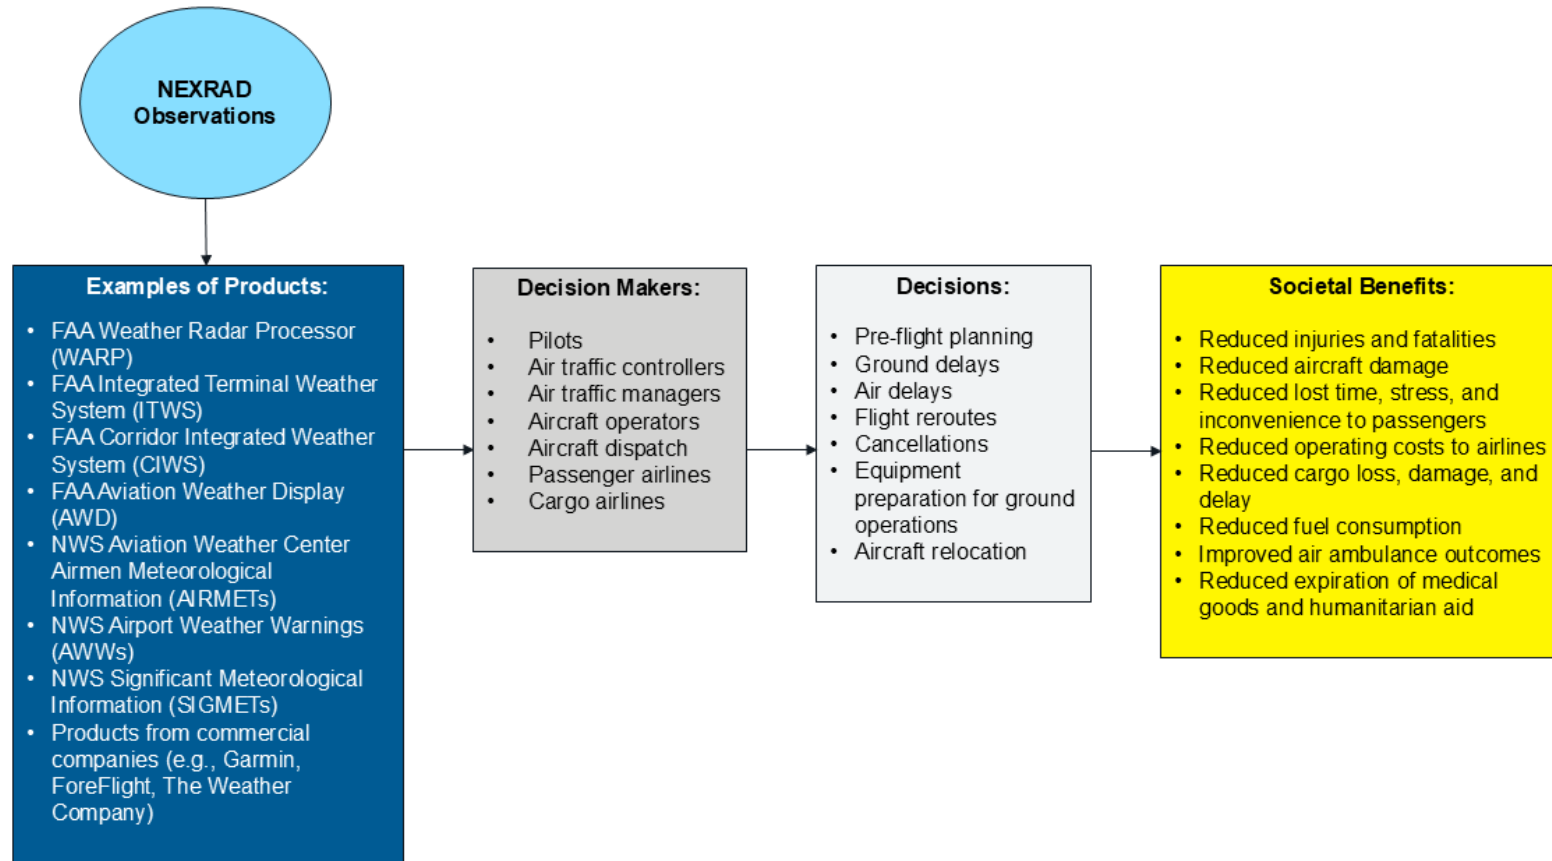 NEXRAD
Observations
Examples of Products:
• FAA Weather Radar Processor
(WARP)
• FAA Integrated Terminal Weather
System (ITWS)
• FAA Corridor Integrated Weather
System (CIWS)
• FAA Aviation Weather Display
(AWD)
• NWS Aviation Weather Center
Airmen Meteorological
Information (AIRMETs)
• NWS Airport Weather Warnings
(AWWs)
• NWS Significant Meteorological
Information (SIGMETs)
• Products from commercial
companies (e.g., Garmin,
ForeFlight, The Weather
Company)
Decision Makers:
• Pilots
• Air traffic controllers
• Air traffic managers
• Aircraft operators
• Aircraft dispatch
• Passenger airlines
• Cargo airlines
Decisions:
• Pre-flight planning
• Ground delays
• Air delays
• Flight reroutes
• Cancellations
• Equipment
preparation for ground
operations
• Aircraft relocation
Societal Benefits:
• Reduced injuries and fatalities
• Reduced aircraft damage
• Reduced lost time, stress, and
inconvenience to passengers
• Reduced operating costs to airlines
• Reduced cargo loss, damage, and
delay
• Reduced fuel consumption
• Improved air ambulance outcomes
• Reduced expiration of medical
goods and humanitarian aid